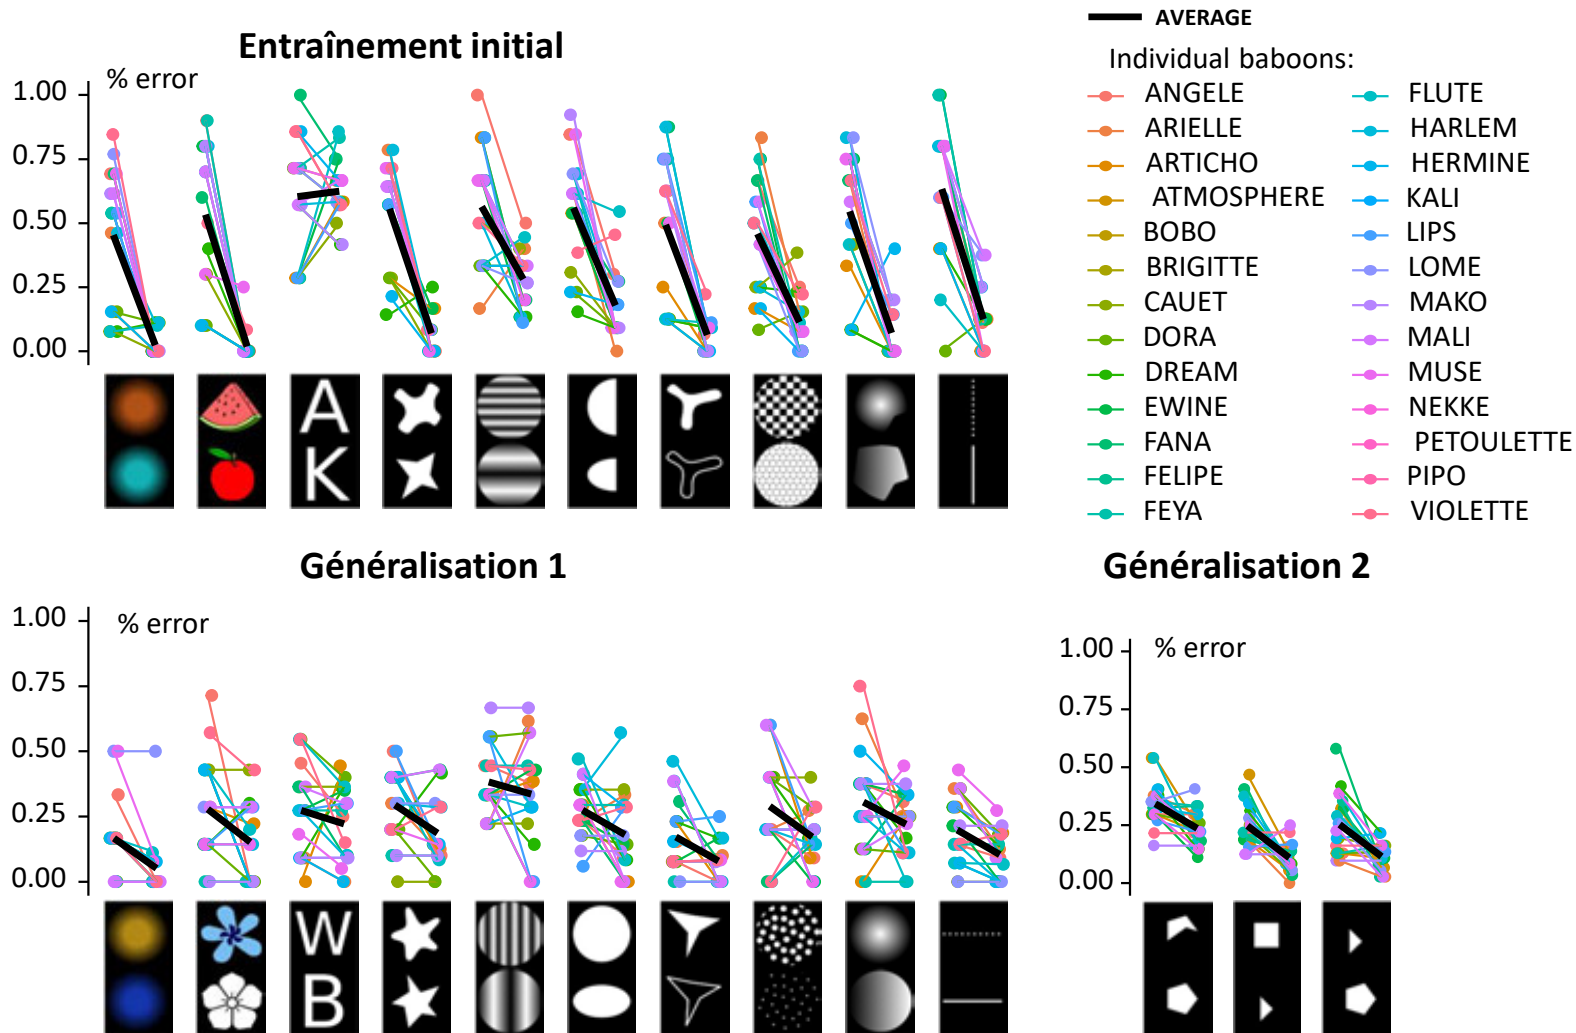 Entraînement initial
% error
1.00
0.75
0.50
0.25
0.00
A
K
AVERAGE
Individual baboons:
ANGELE
ARIELLE
ARTICHO
ATMOSPHERE
BOBO
BRIGITTE
CAUET
DORA
DREAM
EWINE
FANA
FELIPE
FEYA
FLUTE
HARLEM
HERMINE
KALI
LIPS
LOME
MAKO
MALI
MUSE
NEKKE
PETOULETTE
PIPO
VIOLETTE
Généralisation 1
% error
1.00
0.75
0.50
0.25
0.00
W
B
Généralisation 2
% error
1.00
0.75
0.50
0.25
0.00